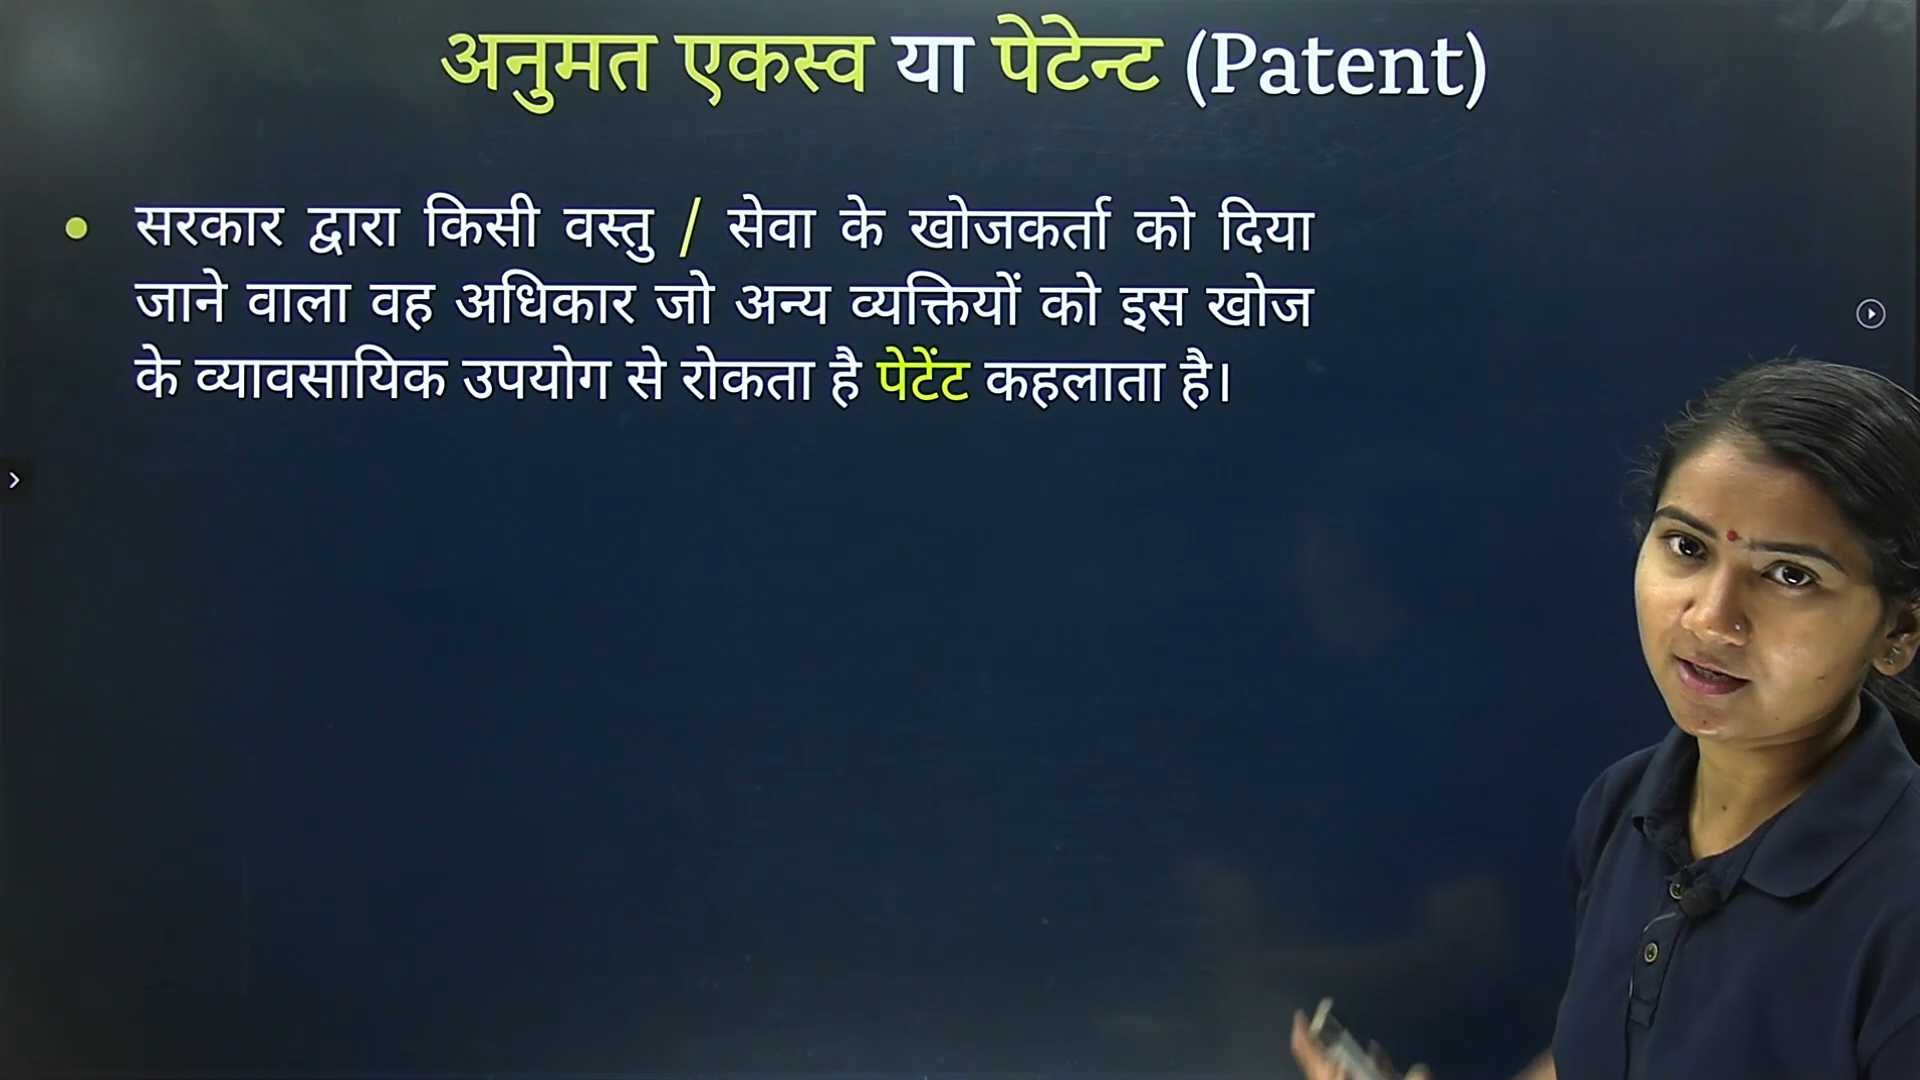 अनुमत एकस्व या पेटेन्ट (Patent)
• सरकार द्वारा किसी वस्तु / सेवा के खोजकर्ता को दिया
जाने वाला वह अधिकार जो अन्य व्यक्तियों को इस खोज
के व्यावसायिक उपयोग से रोकता है पेटेंट कहलाता है।